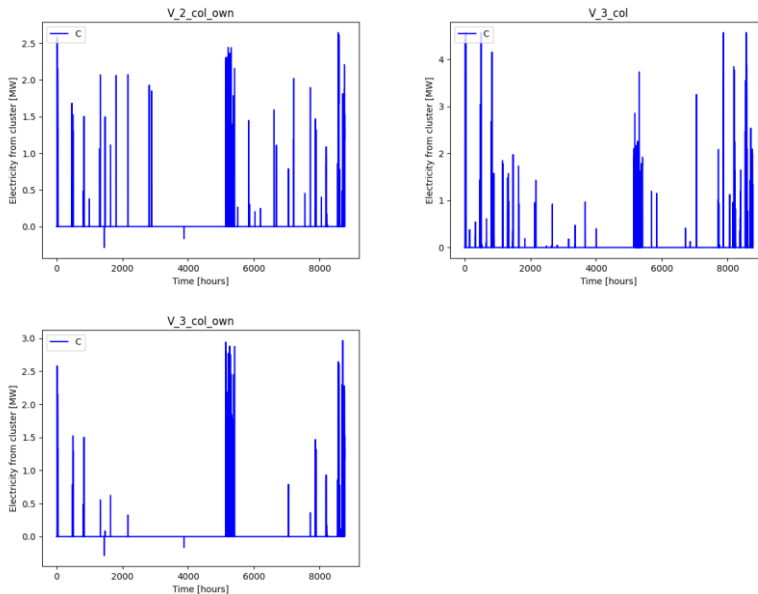 V_2_col_own
C
Electricity from cluster [MW]
2.5
2.0
1.5
1.0
0.5
0.0
0
2000
4000
6000
8000
Time [hours]
V_3_col
C
Electricity from cluster [MW]
4
3
2
1
0
0
2000
4000
6000
8000
Time [hours]
V_3_col_own
C
Electricity from cluster [MW]
3.0
2.5
2.0
1.5
1.0
0.5
0.0
0
2000
4000
6000
8000
Time [hours]